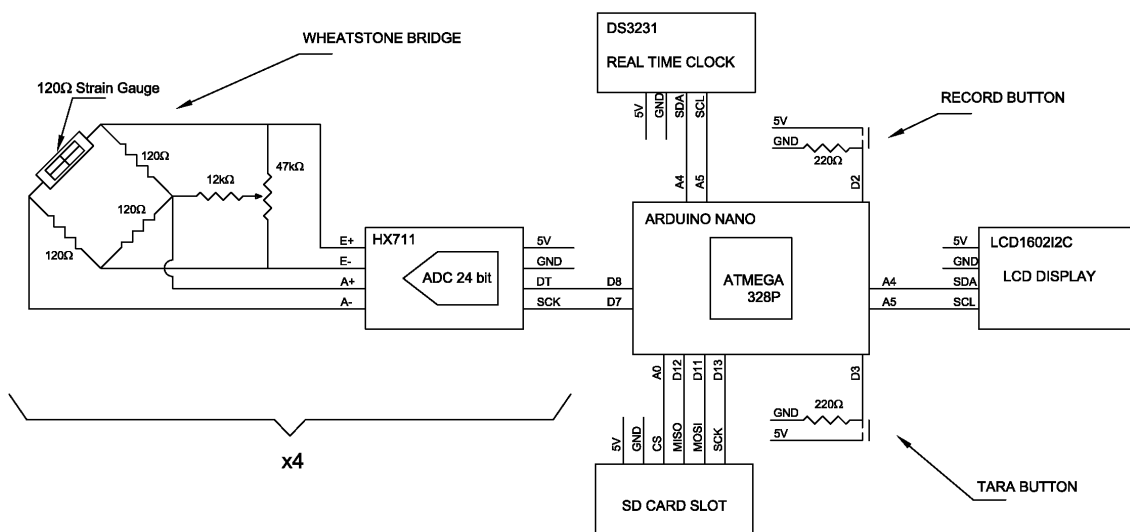 WHEATSTONE BRIDGE
120Ω Strain Gauge
120Ω
120Ω
120Ω
12kΩ
47kΩ
E+
E-
A+
A-
HX711
ADC 24 bit
5V
GND
DT
SCK
D8
D7
x4
DS3231
REAL TIME CLOCK
5V
GND
SDA
SCL
A4
A5
RECORD BUTTON
5V
GND
220Ω
D2
ARDUINO NANO
ATMEGA
328P
A4
A5
5V
GND
SDA
SCL
LCD1602I2C
LCD DISPLAY
A0
D12
D11
D13
D3
GND
220Ω
5V
TARA BUTTON
5V
GND
CS
MISO
MOSI
SCK
SD CARD SLOT